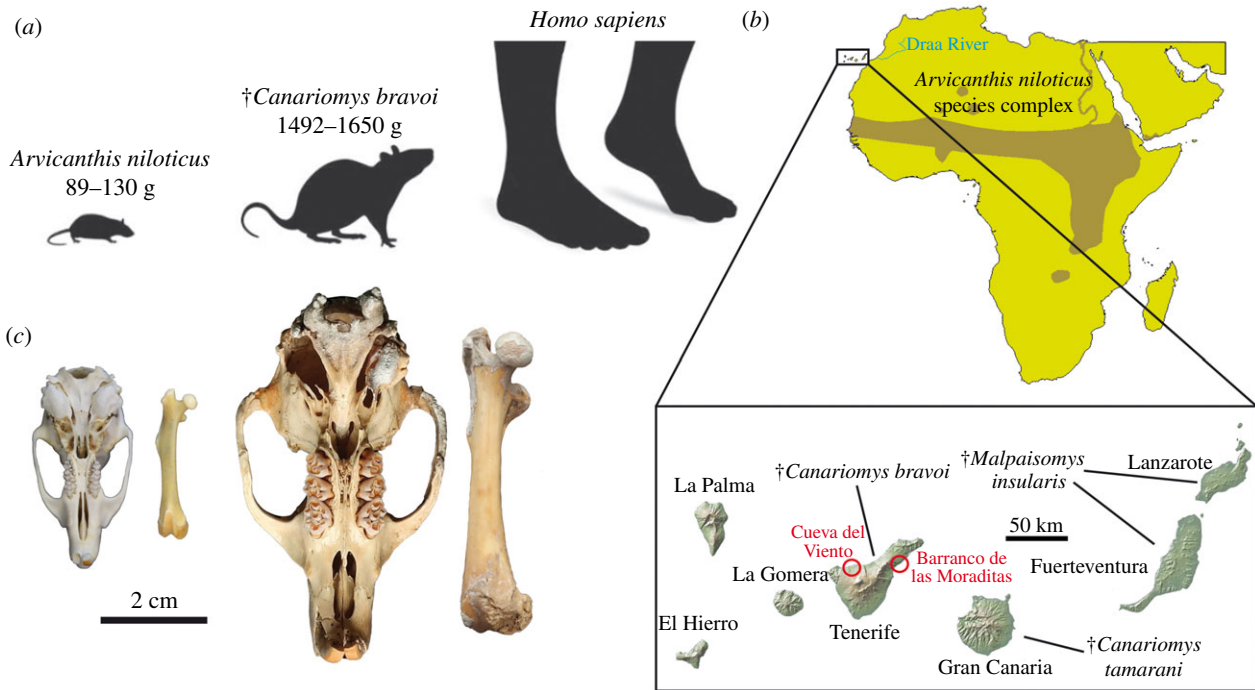 (a)
Homo sapiens
†Canariomys bravoi
1492–1650 g
Arvicanthis niloticus
89–130 g
(b)
Draa River
Arvicanthis niloticus
species complex
(c)
2 cm
La Palma
†Canariomys bravoi
†Malpaisomys
insularis
Lanzarote
Cueva del
Viento
50 km
Barranco de
las Moraditas
Fuerteventura
La Gomera
El Hierro
Tenerife
Gran Canaria
†Canariomys
tamarani